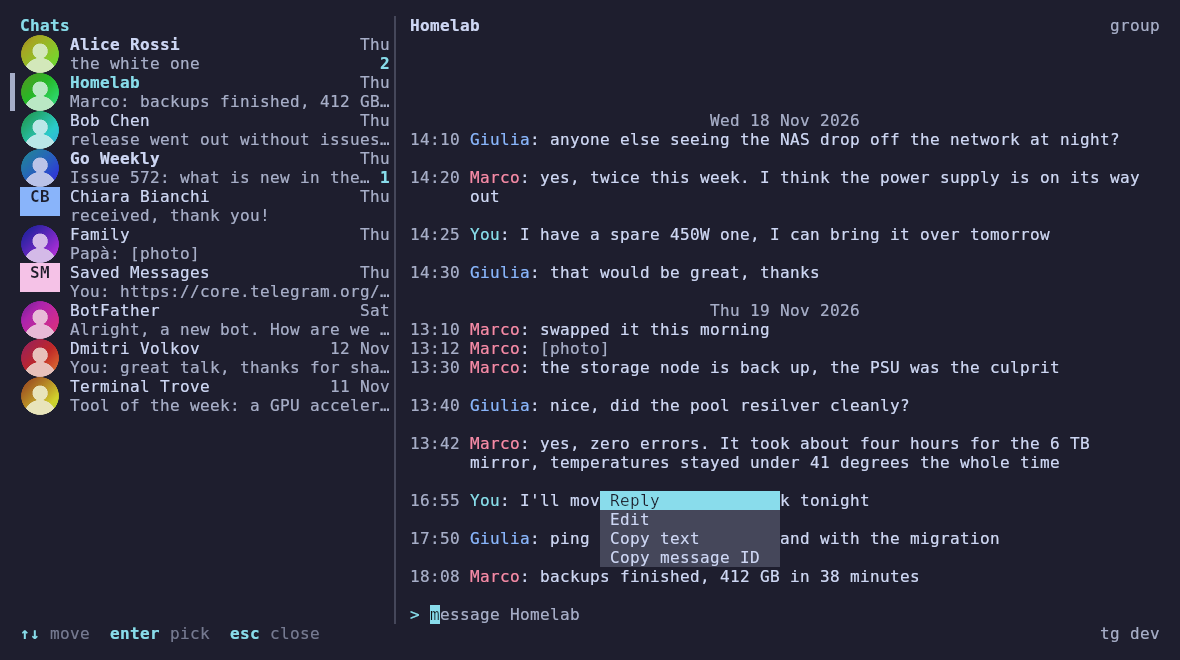 Chats
Alice Rossi Thu
the white one 2
Homelab Thu
Marco: backups finished, 412 GB…
Bob Chen Thu
release went out without issues…
Go Weekly Thu
Issue 572: what is new in the… 1
CB Chiara Bianchi Thu
received, thank you!
Family Thu
Papà: [photo]
SM Saved Messages Thu
You: https://core.telegram.org/…
BotFather Sat
Alright, a new bot. How are we …
Dmitri Volkov 12 Nov
You: great talk, thanks for sha…
Terminal Trove 11 Nov
Tool of the week: a GPU acceler…
Homelab group
Wed 18 Nov 2026
14:10 Giulia: anyone else seeing the NAS drop off the network at night?
14:20 Marco: yes, twice this week. I think the power supply is on its way
out
14:25 You: I have a spare 450W one, I can bring it over tomorrow
14:30 Giulia: that would be great, thanks
Thu 19 Nov 2026
13:10 Marco: swapped it this morning
13:12 Marco: [photo]
13:30 Marco: the storage node is back up, the PSU was the culprit
13:40 Giulia: nice, did the pool resilver cleanly?
13:42 Marco: yes, zero errors. It took about four hours for the 6 TB
mirror, temperatures stayed under 41 degrees the whole time
16:55 You: I'll mov Reply k tonight
Edit
17:50 Giulia: ping Copy text and with the migration
Copy message ID
18:08 Marco: backups finished, 412 GB in 38 minutes
> message Homelab
↑↓ move enter pick esc close tg dev